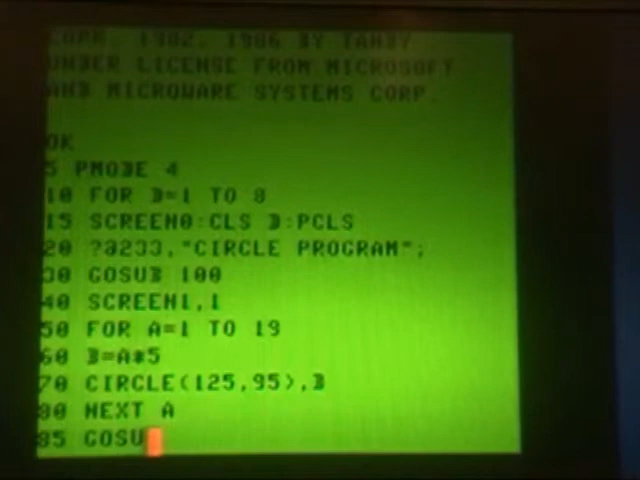 COPR. 1982, 1986 BY TANDY
UNDER LICENSE FROM MICROSOFT
AND MICROWARE SYSTEMS CORP.
OK
5 PMODE 4
10 FOR D=1 TO 8
15 SCREEN0:CLS D:PCLS
20 ?@233,"CIRCLE PROGRAM";
30 GOSUB 100
40 SCREEN1,1
50 FOR A=1 TO 19
60 B=A*5
70 CIRCLE(125,95),B
80 NEXT A
85 GOSU